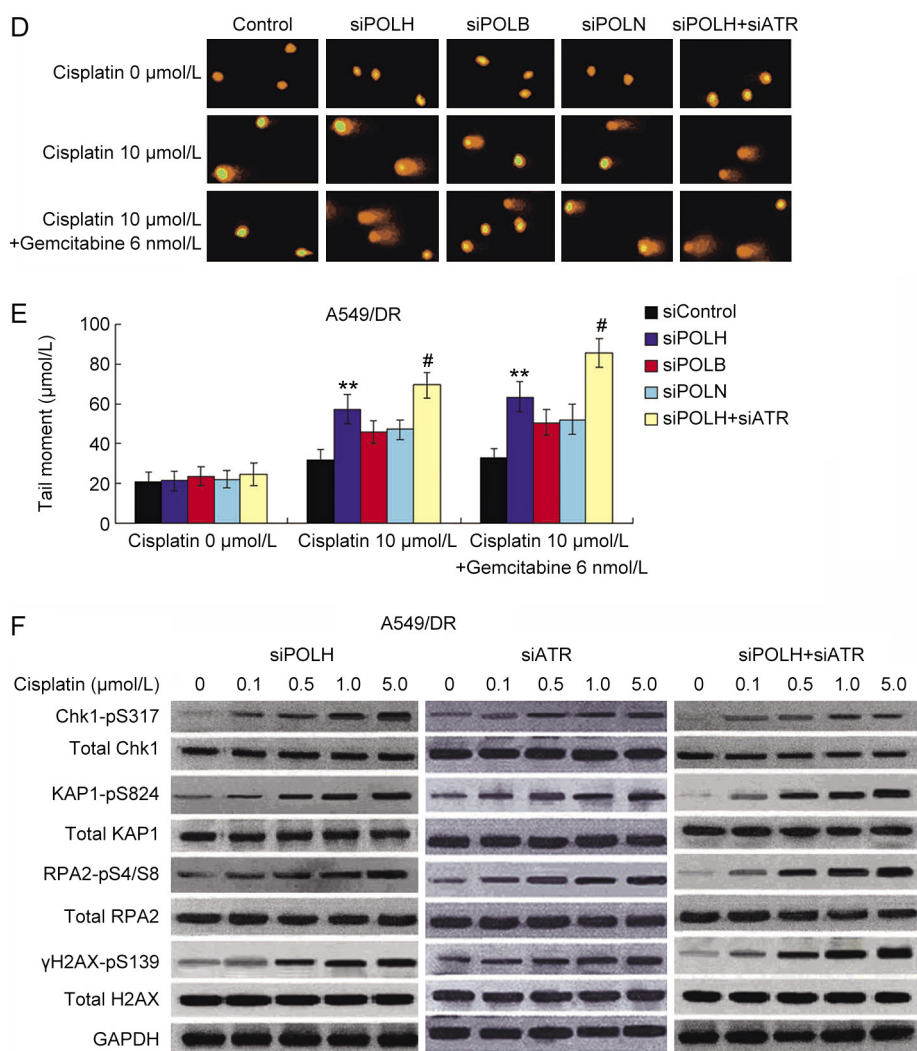 D
Control siPOLH siPOLB siPOLN siPOLH+siATR
Cisplatin 0 µmol/L
Cisplatin 10 µmol/L
Cisplatin 10 µmol/L
+Gemcitabine 6 nmol/L
E
A549/DR
Tail moment (µmol/L)
100
80
60
40
20
0
** # ** #
siControl
siPOLH
siPOLB
siPOLN
siPOLH+siATR
Cisplatin 0 µmol/L Cisplatin 10 µmol/L Cisplatin 10 µmol/L
+Gemcitabine 6 nmol/L
F
A549/DR
siPOLH siATR siPOLH+siATR
Cisplatin (µmol/L) 0 0.1 0.5 1.0 5.0 0 0.1 0.5 1.0 5.0 0 0.1 0.5 1.0 5.0
Chk1-pS317
Total Chk1
KAP1-pS824
Total KAP1
RPA2-pS4/S8
Total RPA2
γH2AX-pS139
Total H2AX
GAPDH